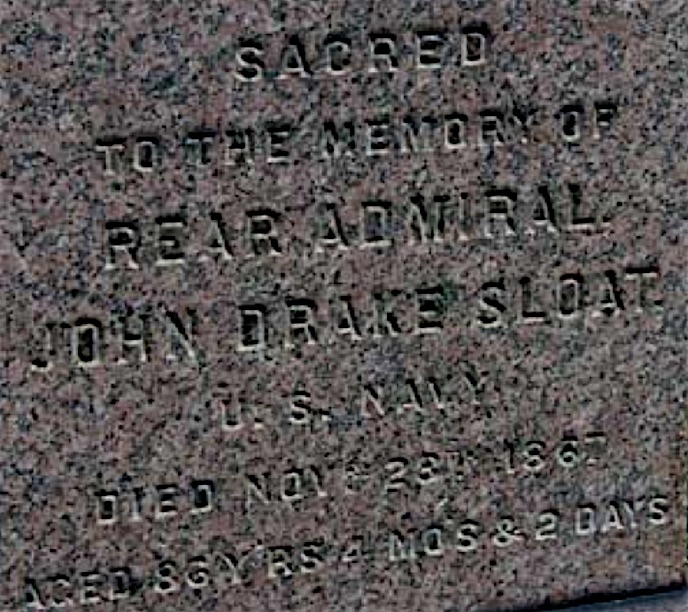 SACRED
TO THE MEMORY OF
REAR ADMIRAL
JOHN DRAKE SLOAT.
U. S. NAVY
DIED NOVR 28TH 1867
AGED 86 YRS 4 MOS & 2 DAYS